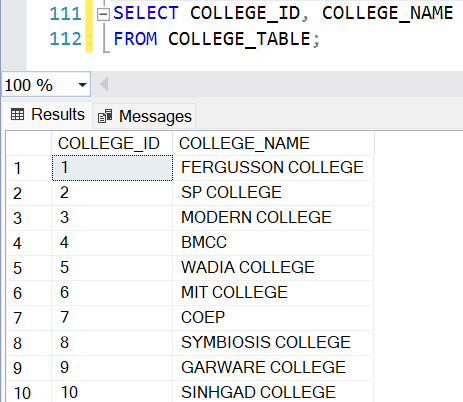 111 SELECT COLLEGE_ID, COLLEGE_NAME
112 FROM COLLEGE_TABLE;
100 %
Results Messages
COLLEGE_ID COLLEGE_NAME
1 1 FERGUSSON COLLEGE
2 2 SP COLLEGE
3 3 MODERN COLLEGE
4 4 BMCC
5 5 WADIA COLLEGE
6 6 MIT COLLEGE
7 7 COEP
8 8 SYMBIOSIS COLLEGE
9 9 GARWARE COLLEGE
10 10 SINHGAD COLLEGE